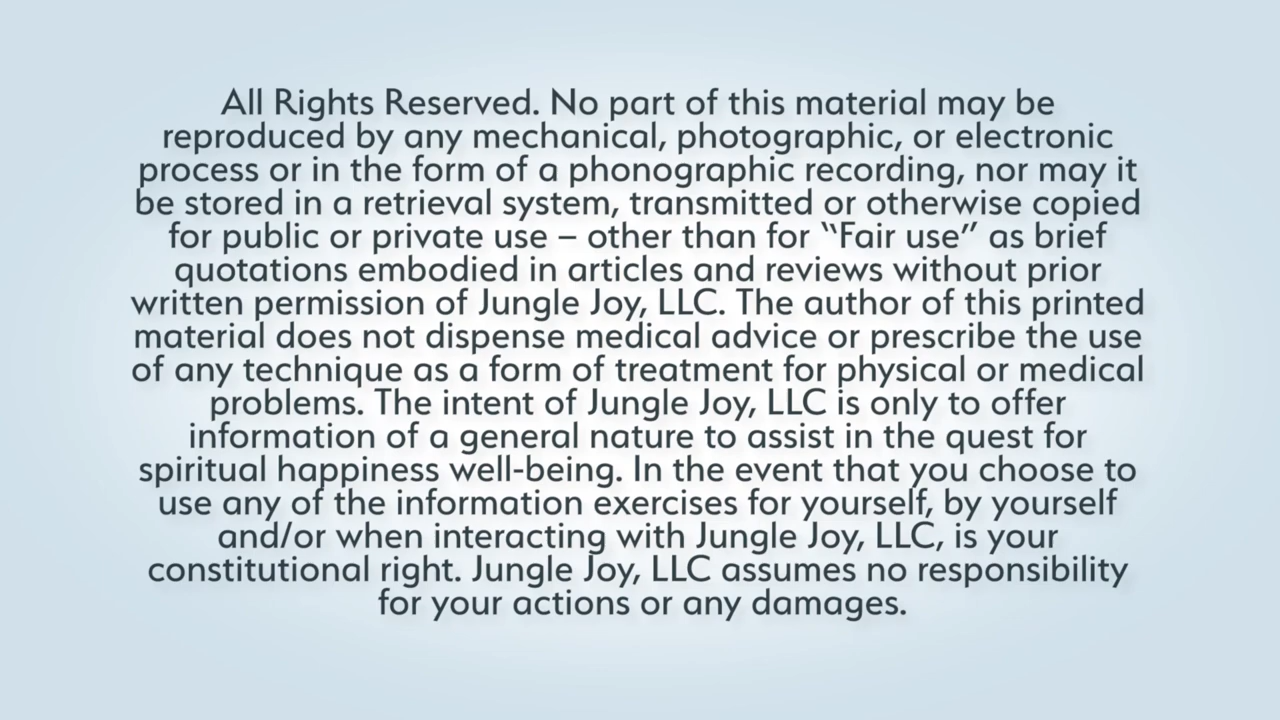 All Rights Reserved. No part of this material may be
reproduced by any mechanical, photographic, or electronic
process or in the form of a phonographic recording, nor may it
be stored in a retrieval system, transmitted or otherwise copied
for public or private use – other than for “Fair use” as brief
quotations embodied in articles and reviews without prior
written permission of Jungle Joy, LLC. The author of this printed
material does not dispense medical advice or prescribe the use
of any technique as a form of treatment for physical or medical
problems. The intent of Jungle Joy, LLC is only to offer
information of a general nature to assist in the quest for
spiritual happiness well-being. In the event that you choose to
use any of the information exercises for yourself, by yourself
and/or when interacting with Jungle Joy, LLC, is your
constitutional right. Jungle Joy, LLC assumes no responsibility
for your actions or any damages.